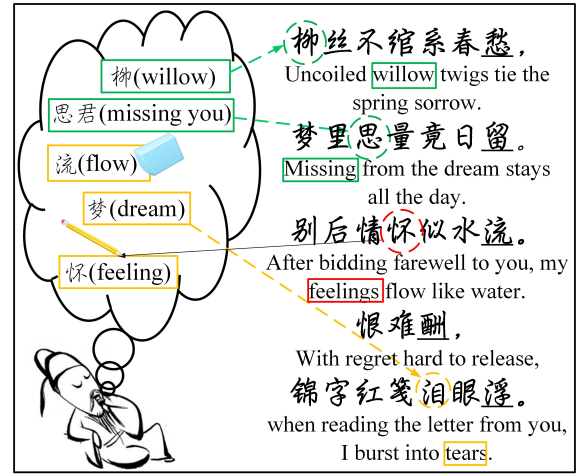 柳(willow)
思君(missing you)
流(flow)
梦(dream)
怀(feeling)
柳丝不绾系春愁，
Uncoiled willow twigs tie the
spring sorrow.
梦里思量竟日留。
Missing from the dream stays
all the day.
别后情怀似水流。
After bidding farewell to you, my
feelings flow like water.
恨难酬，
With regret hard to release,
锦字红笺泪眼浮。
when reading the letter from you,
I burst into tears.